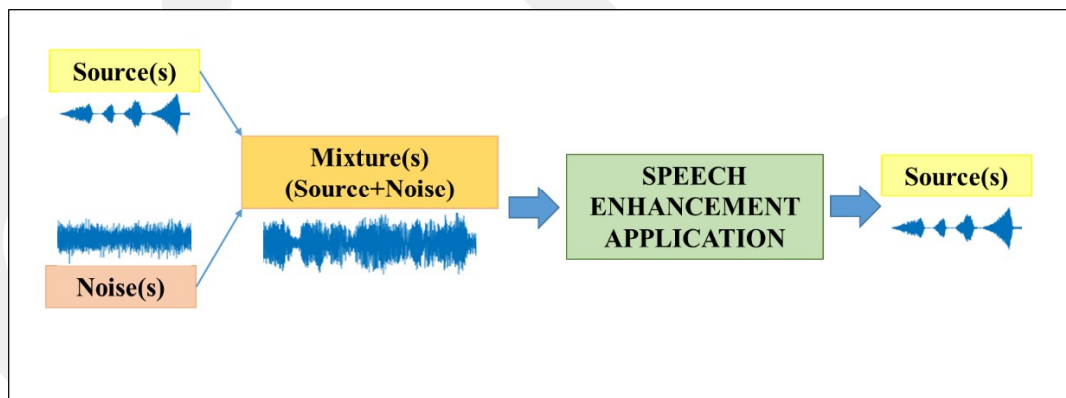 Source(s)
Noise(s)
Mixture(s)
(Source+Noise)
SPEECH
ENHANCEMENT
APPLICATION
Source(s)